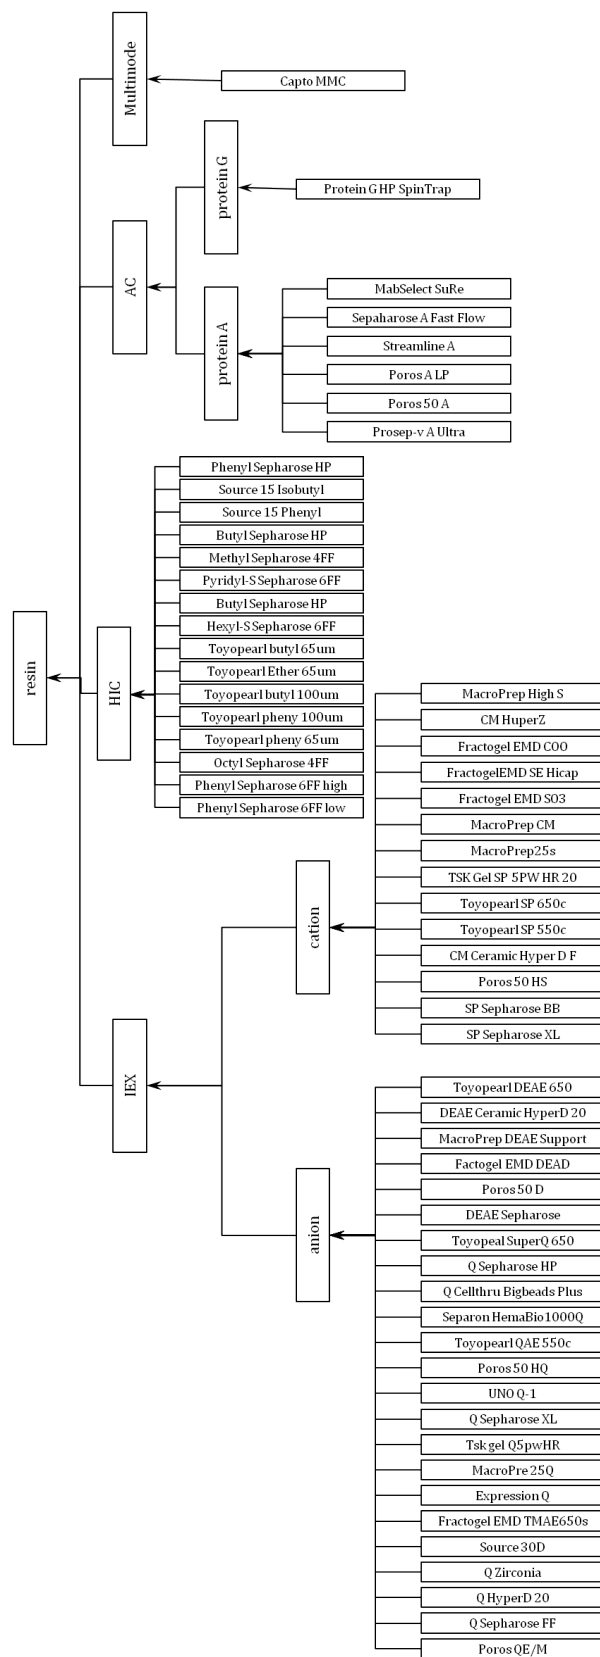 Multimode
Capto MMC
protein G
Protein G HP SpinTrap
AC
protein A
MabSelect SuRe
Sepaharose A Fast Flow
Streamline A
Poros A LP
Poros 50 A
Prosep-v A Ultra
resin
HIC
Phenyl Sepharose HP
Source 15 Isobutyl
Source 15 Phenyl
Butyl Sepharose HP
Methyl Sepharose 4FF
Pyridyl-S Sepharose 6FF
Butyl Sepharose HP
Hexyl-S Sepharose 6FF
Toyopearl butyl 65um
Toyopearl Ether 65um
Toyopearl butyl 100um
Toyopearl pheny 100um
Toyopearl pheny 65um
Octyl Sepharose 4FF
Phenyl Sepharose 6FF high
Phenyl Sepharose 6FF low
IEX
cation
MacroPrep High S
CM HuperZ
Fractogel EMD COO
FractogelEMD SE Hicap
Fractogel EMD SO3
MacroPrep CM
MacroPrep25s
TSK Gel SP 5PW HR 20
Toyopearl SP 650c
Toyopearl SP 550c
CM Ceramic Hyper D F
Poros 50 HS
SP Sepharose BB
SP Sepharose XL
anion
Toyopearl DEAE 650
DEAE Ceramic HyperD 20
MacroPrep DEAE Support
Factogel EMD DEAD
Poros 50 D
DEAE Sepharose
Toyopeal SuperQ 650
Q Sepharose HP
Q Cellthru Bigbeads Plus
Separon HemaBio1000Q
Toyopearl QAE 550c
Poros 50 HQ
UNO Q-1
Q Sepharose XL
Tsk gel Q5pwHR
MacroPre 25Q
Expression Q
Fractogel EMD TMAE650s
Source 30D
Q Zirconia
Q HyperD 20
Q Sepharose FF
Poros QE/M